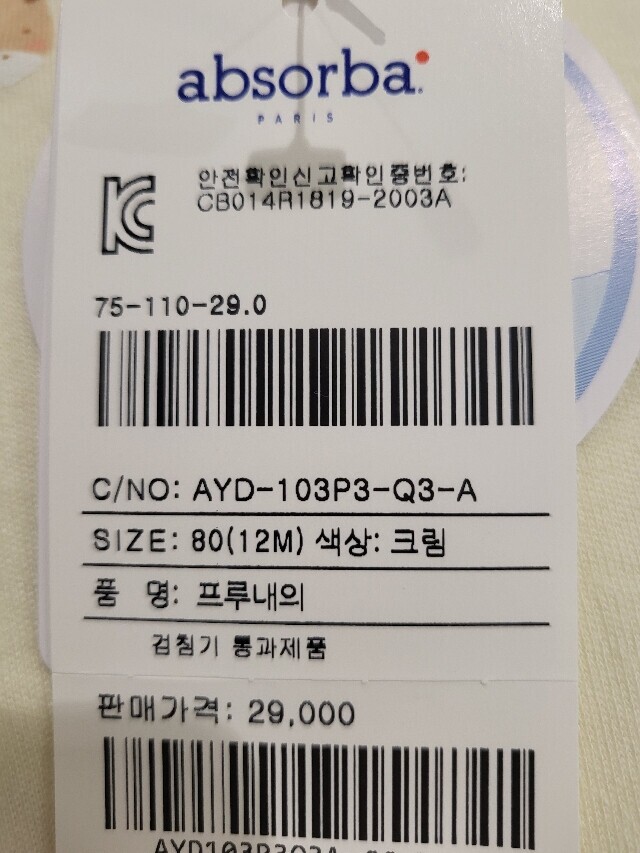 absorba
PARIS
안전확인신고확인증번호:
CB014R1819-2003A
75-110-29.0
C/NO: AYD-103P3-Q3-A
SIZE: 80(12M) 색상: 크림
품 명: 프루내의
검침기 통과제품
판매가격: 29,000